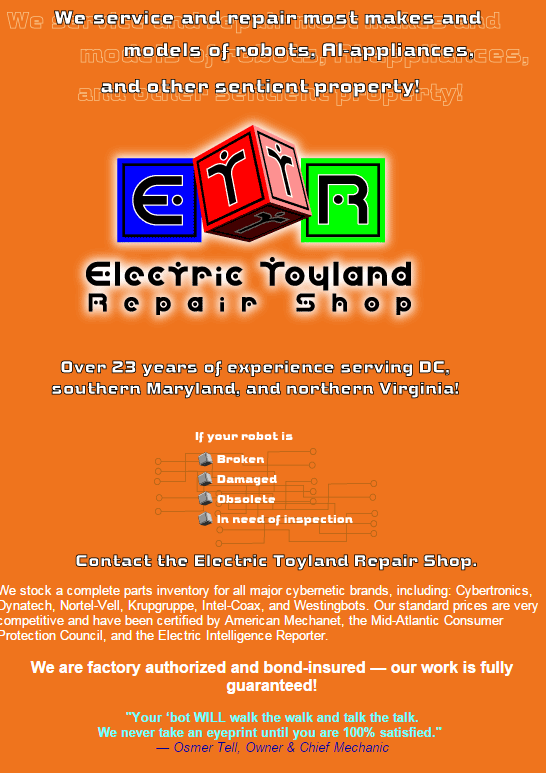 We service and repair most makes and
models of robots, AI-appliances,
and other sentient property!
E T T R
Electric Toyland
Repair Shop
Over 23 years of experience serving DC,
southern Maryland, and northern Virginia!
If your robot is
Broken
Damaged
Obsolete
In need of inspection
Contact the Electric Toyland Repair Shop.
We stock a complete parts inventory for all major cybernetic brands, including: Cybertronics,
Dynatech, Nortel-Vell, Krupgruppe, Intel-Coax, and Westingbots. Our standard prices are very
competitive and have been certified by American Mechanet, the Mid-Atlantic Consumer
Protection Council, and the Electric Intelligence Reporter.
We are factory authorized and bond-insured — our work is fully
guaranteed!
"Your ‘bot WILL walk the walk and talk the talk.
We never take an eyeprint until you are 100% satisfied."
— Osmer Tell, Owner & Chief Mechanic